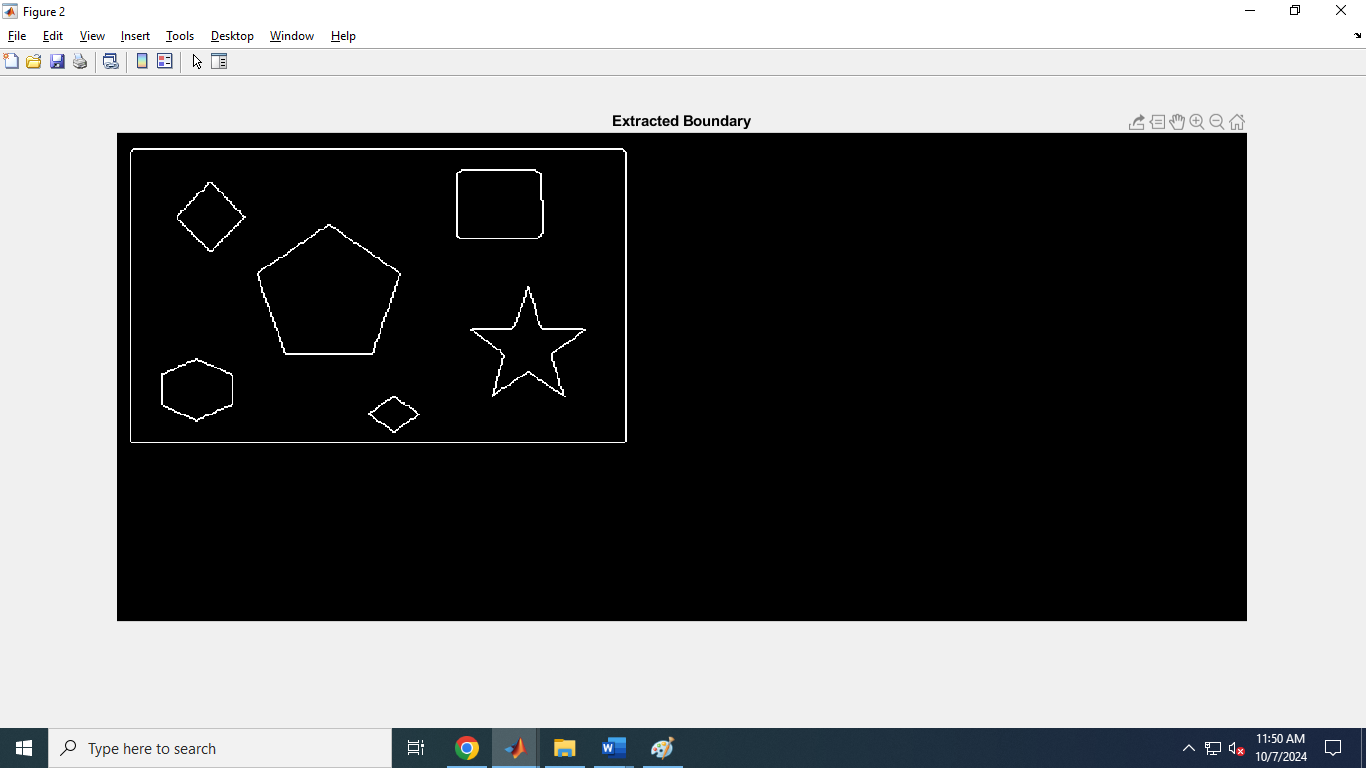 Figure 2
File Edit View Insert Tools Desktop Window Help
Extracted Boundary
Type here to search
W
11:50 AM
10/7/2024